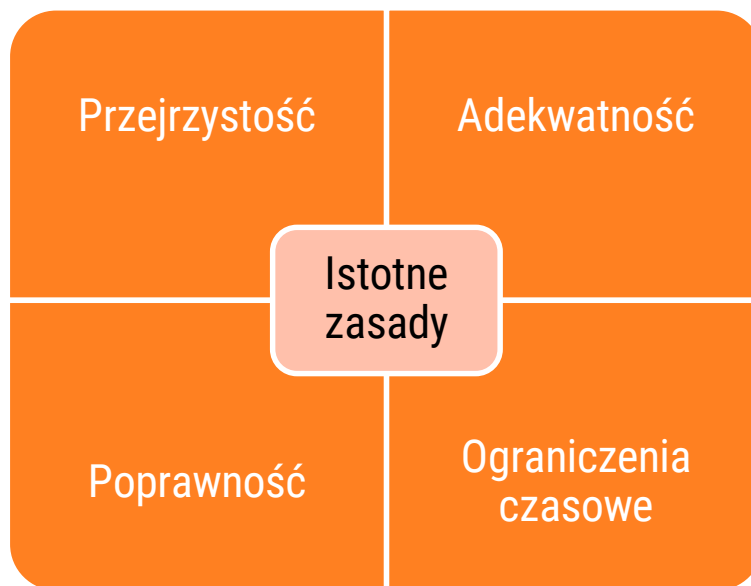 Przejrzystość
Adekwatność
Istotne
zasady
Poprawność
Ograniczenia
czasowe